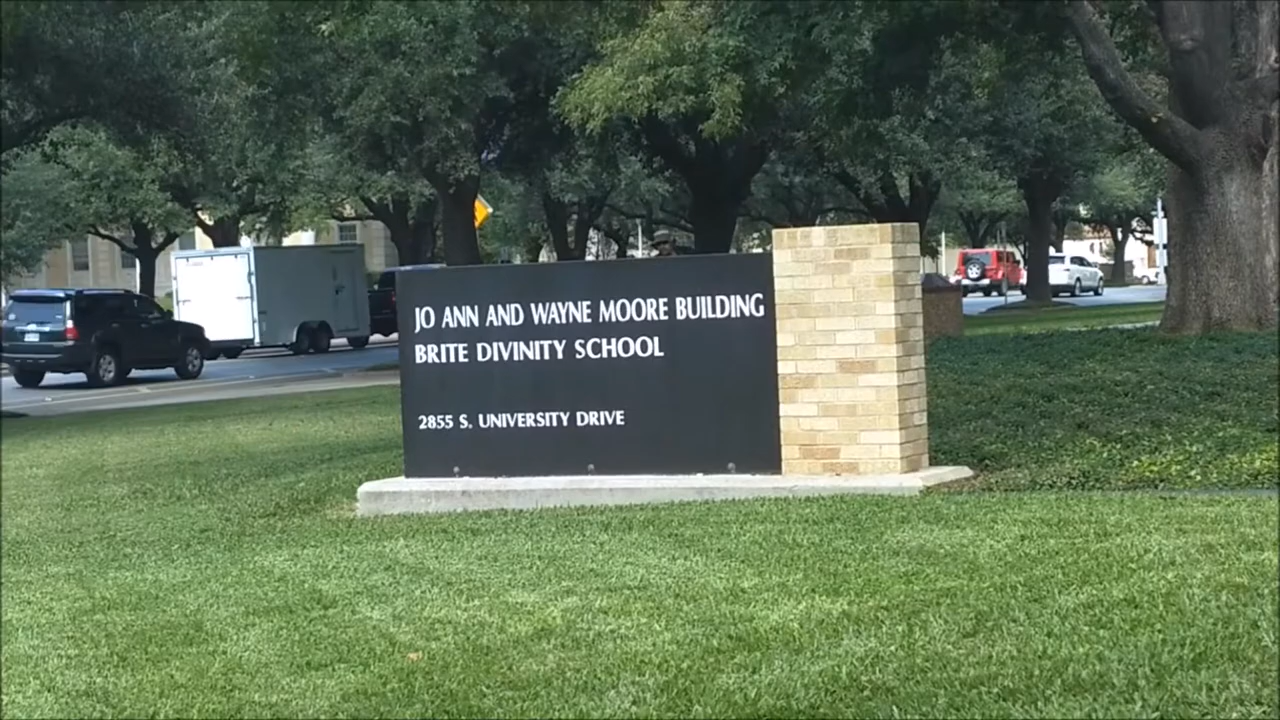 JO ANN AND WAYNE MOORE BUILDING
BRITE DIVINITY SCHOOL
2855 S. UNIVERSITY DRIVE